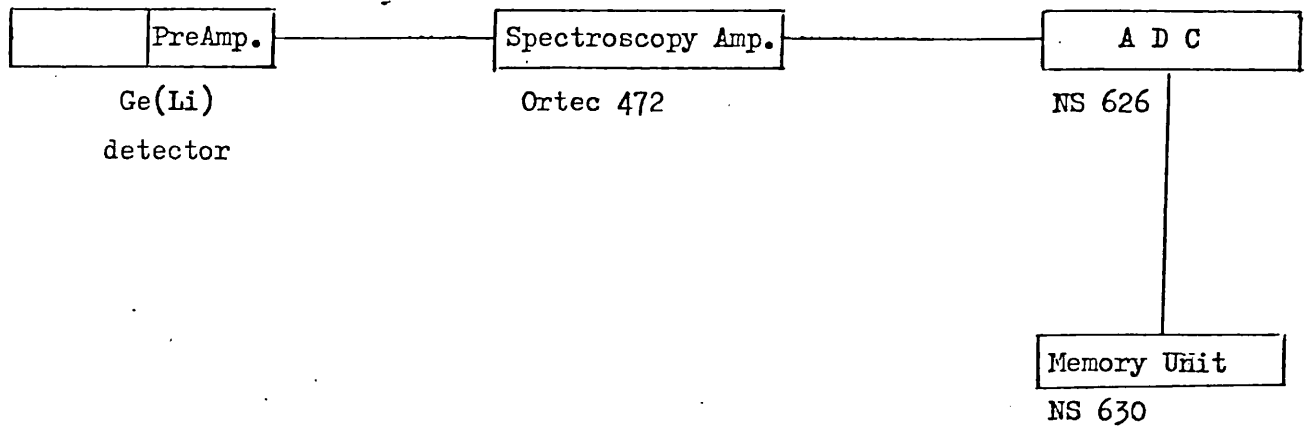 PreAmp.
Spectroscopy Amp.
A D C
Ge(Li)
detector
Ortec 472
NS 626
Memory Unit
NS 630